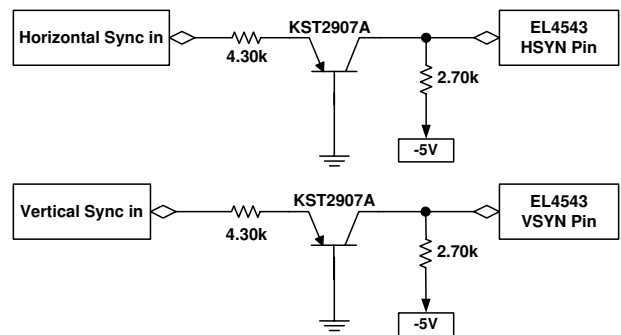 Horizontal Sync in
4.30k
KST2907A
2.70k
-5V
EL4543
HSYN Pin
Vertical Sync in
4.30k
KST2907A
2.70k
-5V
EL4543
VSYN Pin